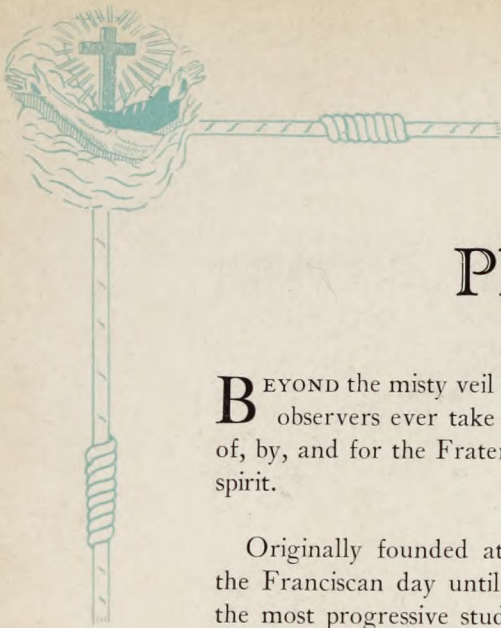 BEYOND the misty veil
observers ever take
of, by, and for the Frater
spirit.
Originally founded at
the Franciscan day until
the most progressive stud